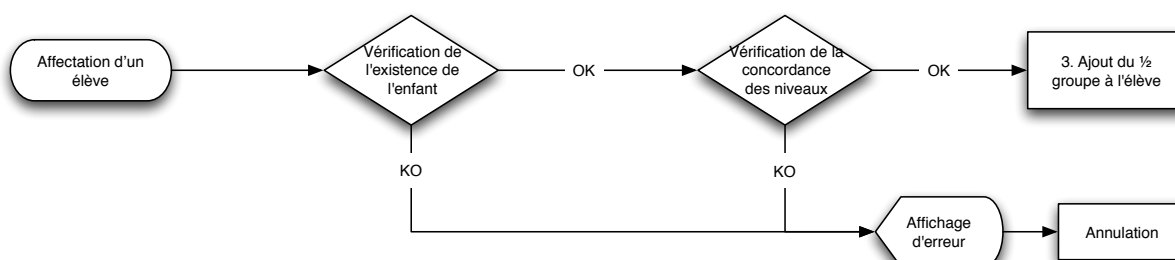 Affectation d'un
élève
Vérification de
l'existence de
l'enfant
OK
Vérification de la
concordance
des niveaux
OK
3. Ajout du ½
groupe à l'élève
KO
KO
Affichage
d'erreur
Annulation